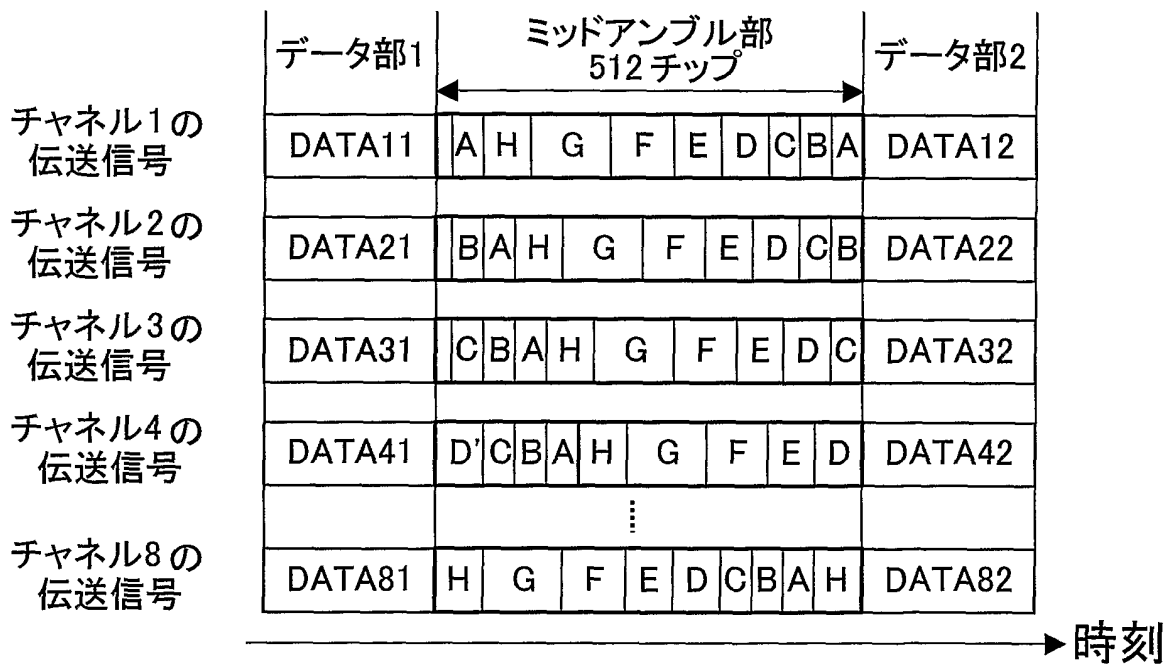 データ部1 ミッドアンブル部 データ部2
512チップ
チャネル1の
伝送信号 DATA11 A H G F E D C B A DATA12
チャネル2の
伝送信号 DATA21 B A H G F E D C B DATA22
チャネル3の
伝送信号 DATA31 C B A H G F E D C DATA32
チャネル4の
伝送信号 DATA41 D' C B A H G F E D DATA42
チャネル8の
伝送信号 DATA81 H G F E D C B A H DATA82
時刻